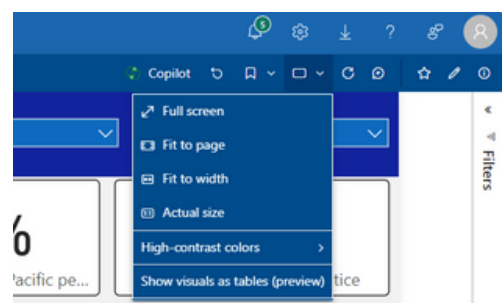 5
?
Copilot
Full screen
Fit to page
Fit to width
Actual size
High-contrast colors
Show visuals as tables (preview)
Filters
%
Pacific pe...
tice